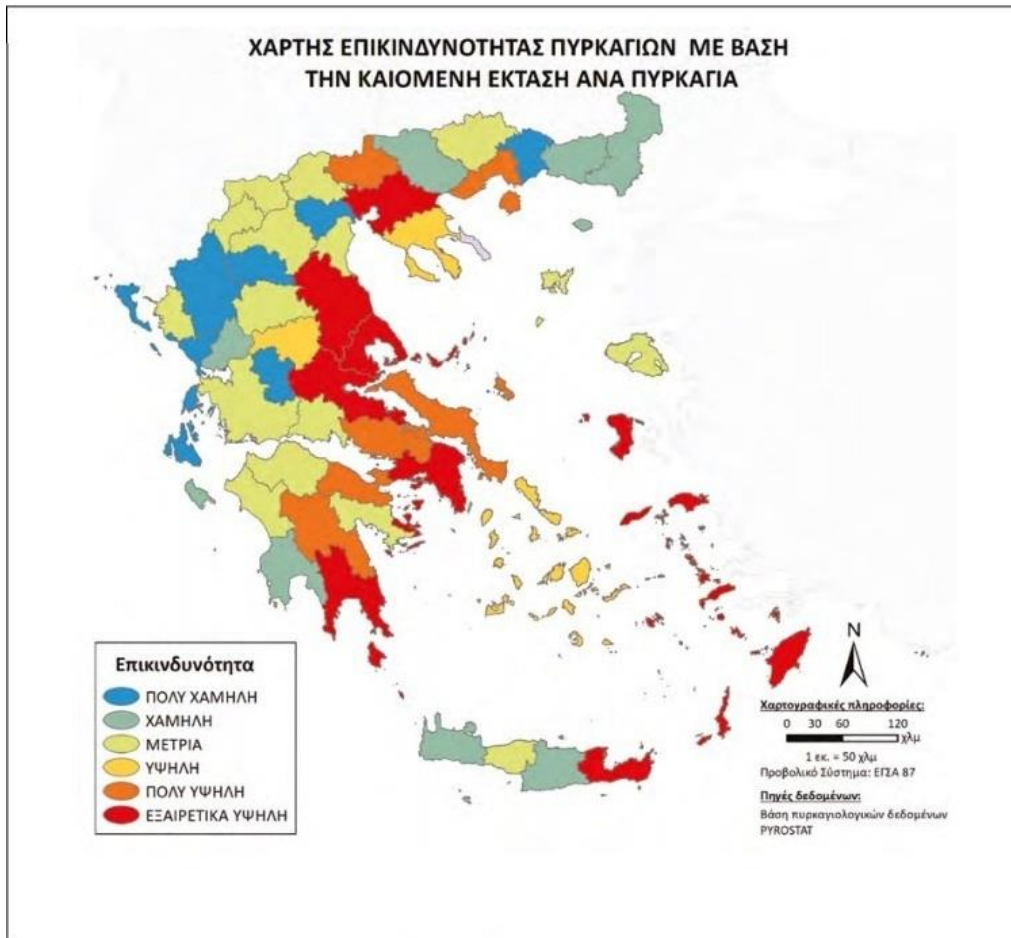 ΧΑΡΤΗΣ ΕΠΙΚΙΝΔΥΝΟΤΗΤΑΣ ΠΥΡΚΑΓΙΩΝ ΜΕ ΒΑΣΗ
ΤΗΝ ΚΑΙΟΜΕΝΗ ΕΚΤΑΣΗ ΑΝΑ ΠΥΡΚΑΓΙΑ
Επικινδυνότητα
ΠΟΛΥ ΧΑΜΗΛΗ
ΧΑΜΗΛΗ
ΜΕΤΡΙΑ
ΥΨΗΛΗ
ΠΟΛΥ ΥΨΗΛΗ
ΕΞΑΙΡΕΤΙΚΑ ΥΨΗΛΗ
N
Χαρτογραφικές πληροφορίες:
0 30 60 120
χλμ
1 εκ. = 50 χλμ
Προβολικό Σύστημα: ΕΓΣΑ 87
Πηγές δεδομένων:
Βάση πυρκαγιολογικών δεδομένων
PYROSTAT